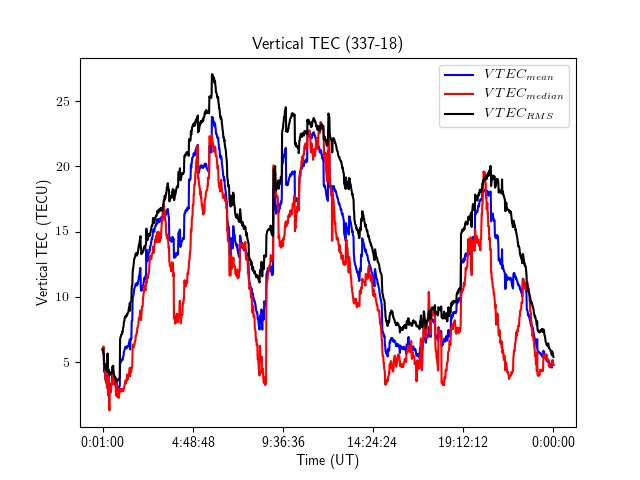 Vertical TEC (337-18)
VTEC_mean
VTEC_median
VTEC_RMS
25
20
15
10
5
Vertical TEC (TECU)
0:01:00 4:48:48 9:36:36 14:24:24 19:12:12 0:00:00
Time (UT)